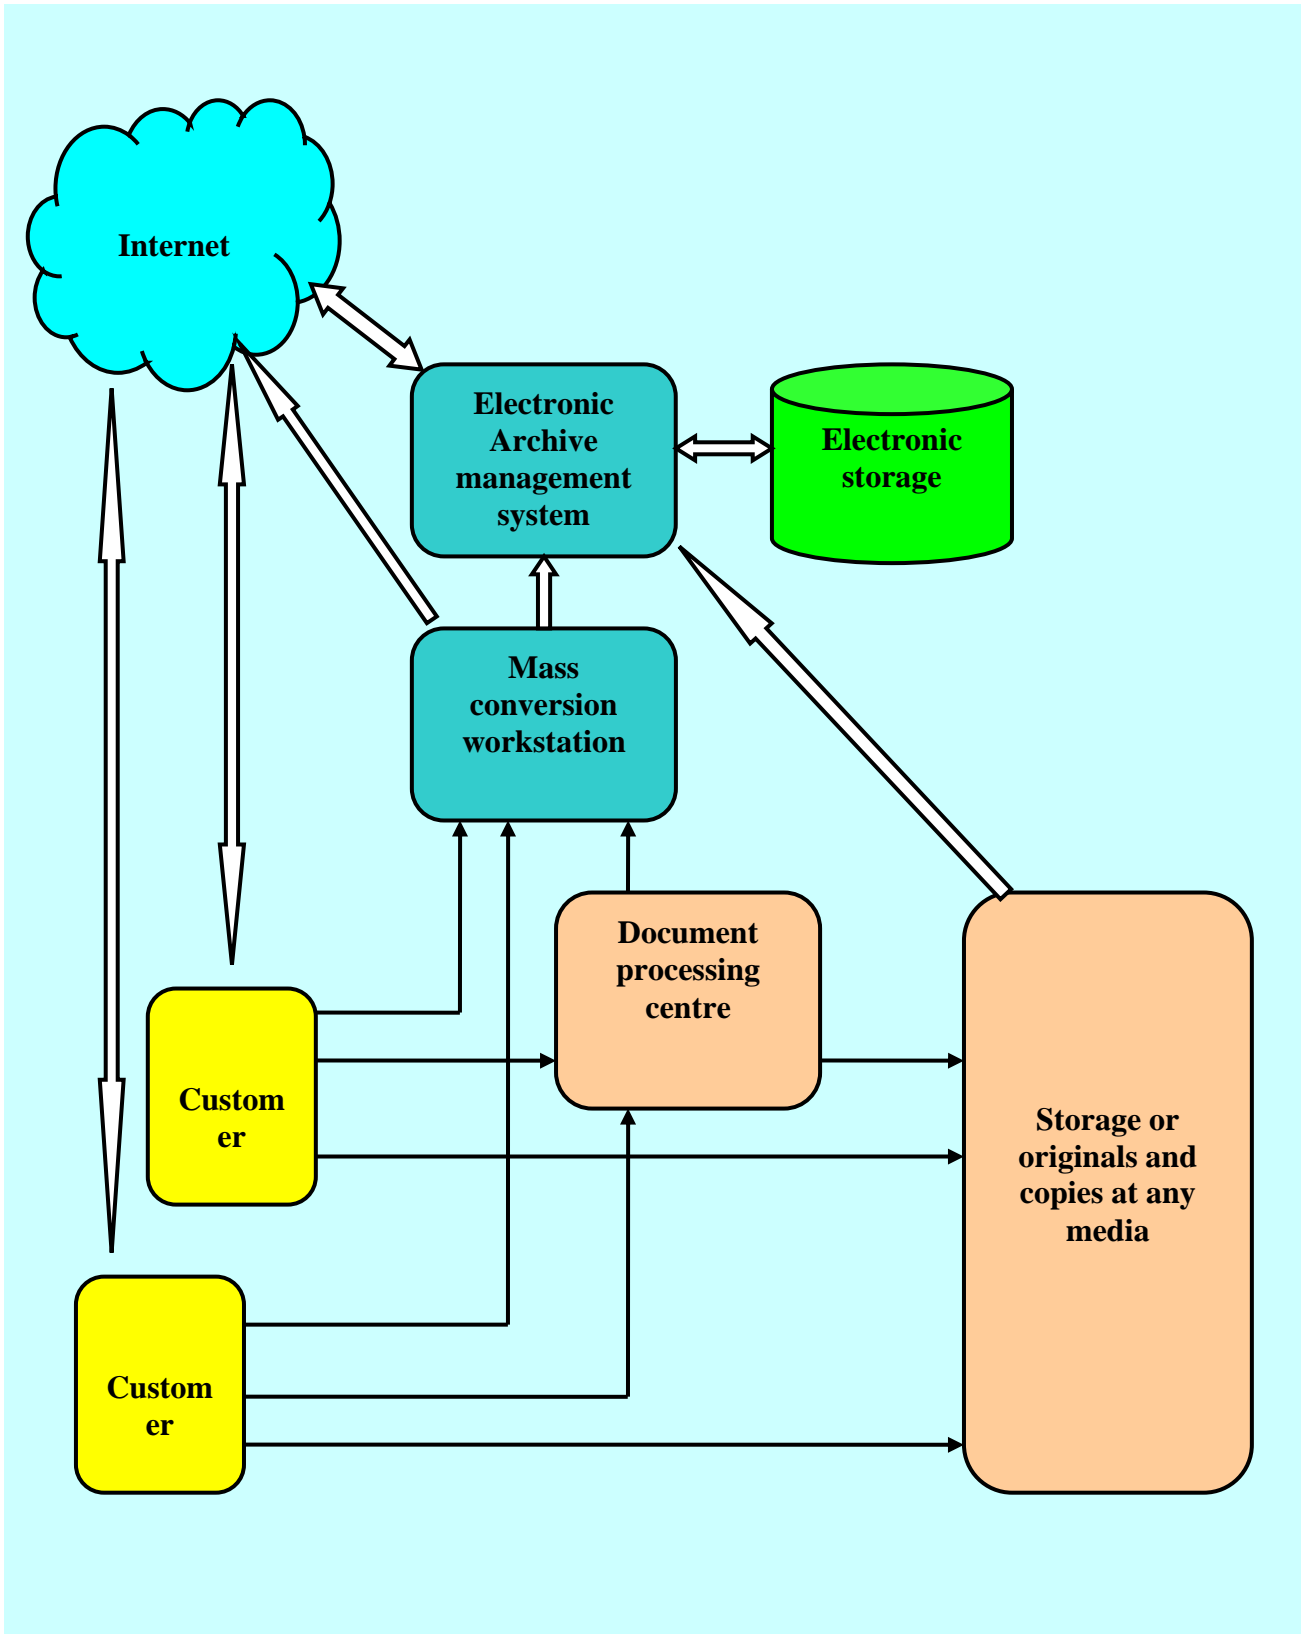 Internet
Electronic
Archive
management
system
Electronic
storage
Mass
conversion
workstation
Document
processing
centre
Custom
er
Storage or
originals and
copies at any
media
Custom
er